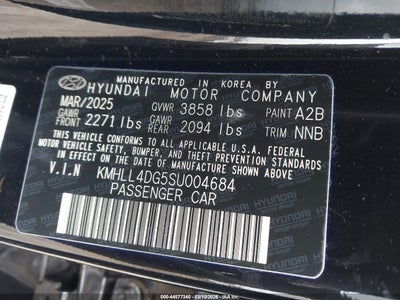 MANUFACTURED IN KOREA BY
HYUNDAI MOTOR COMPANY
MAR/2025 GVWR 3858 lbs PAINT A2B
GAWR FRONT 2271 lbs GAWR REAR 2094 lbs TRIM NNB
THIS VEHICLE CONFORMS TO ALL APPLICABLE U.S. FEDERAL
MOTOR VEHICLE SAFETY, BUMPER, AND THEFT PREVENTION STANDARDS
IN EFFECT ON THE DATE OF MANUFACTURE SHOWN ABOVE.
V.I.N KMHLL4DG5SU004684
PASSENGER CAR